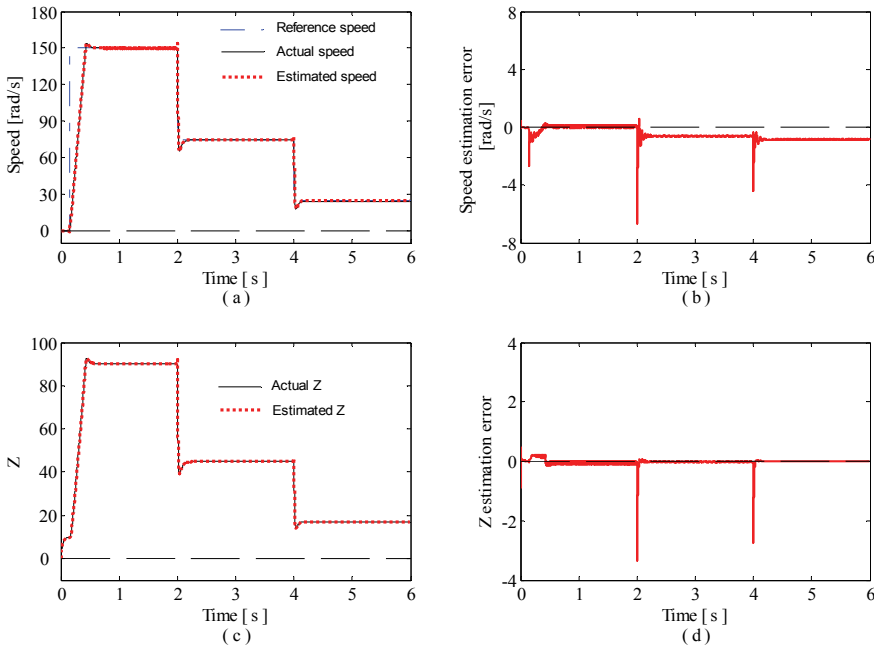 180
150
120
90
60
30
0
Speed [rad/s]
Reference speed
Actual speed
Estimated speed
0 1 2 3 4 5 6
Time [ s ]
( a )
8
4
0
-4
-8
Speed estimation error
[rad/s]
0 1 2 3 4 5 6
Time [ s ]
( b )
100
80
60
40
20
0
Z
Actual Z
Estimated Z
0 1 2 3 4 5 6
Time [ s ]
( c )
4
2
0
-2
-4
Z estimation error
0 1 2 3 4 5 6
Time [ s ]
( d )